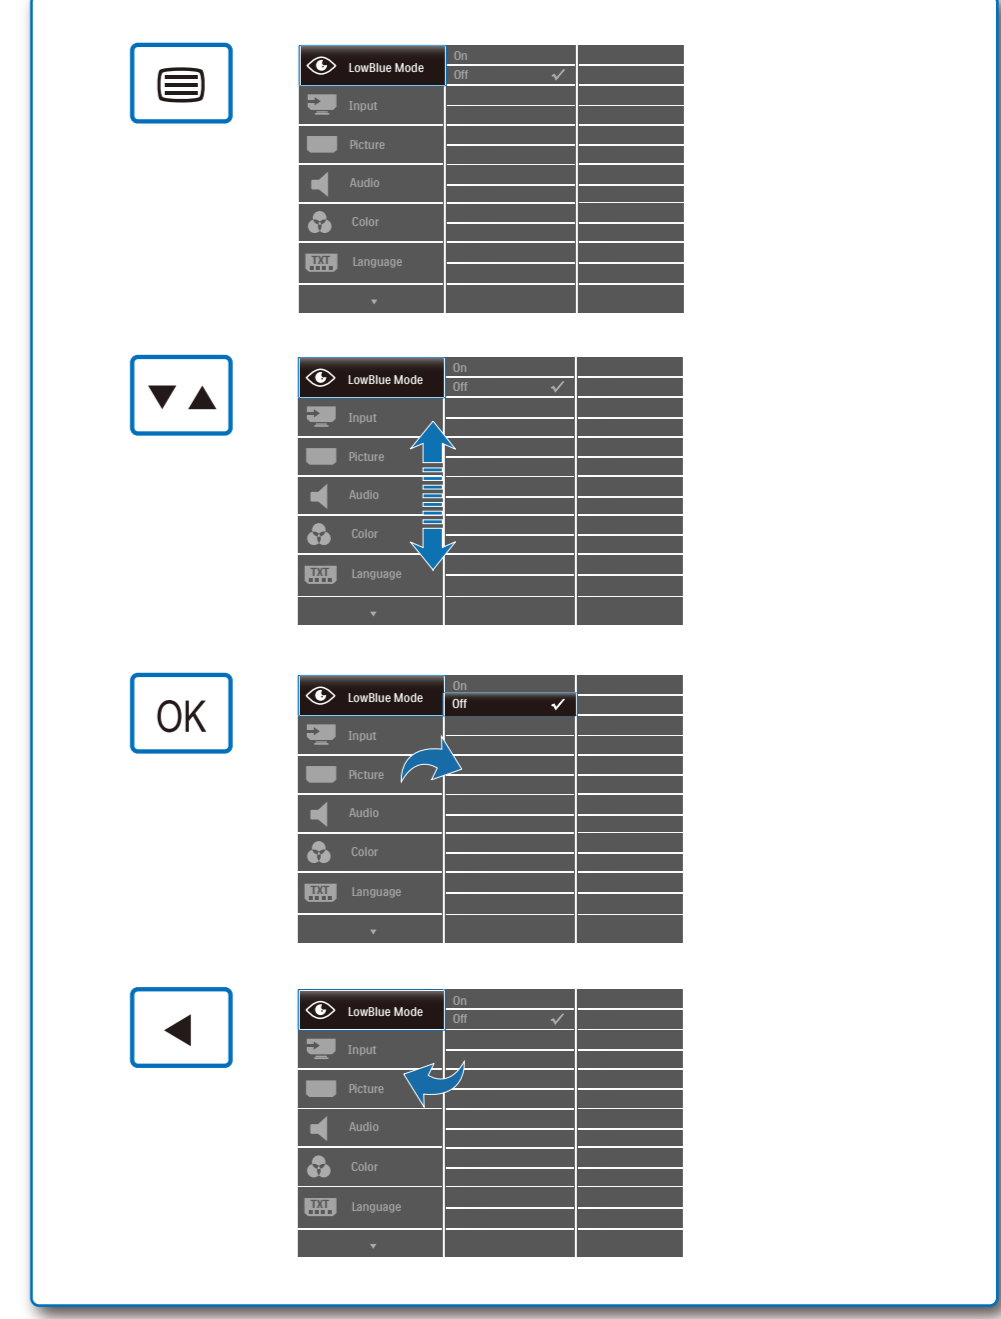 On
LowBlue Mode
Off
Input
Picture
Audio
Color
TXT
Language
On
LowBlue Mode
Off
Input
Picture
Audio
Color
TXT
Language
OK
On
LowBlue Mode
Off
Input
Picture
Audio
Color
TXT
Language
On
LowBlue Mode
Off
Input
Picture
Audio
Color
TXT
Language